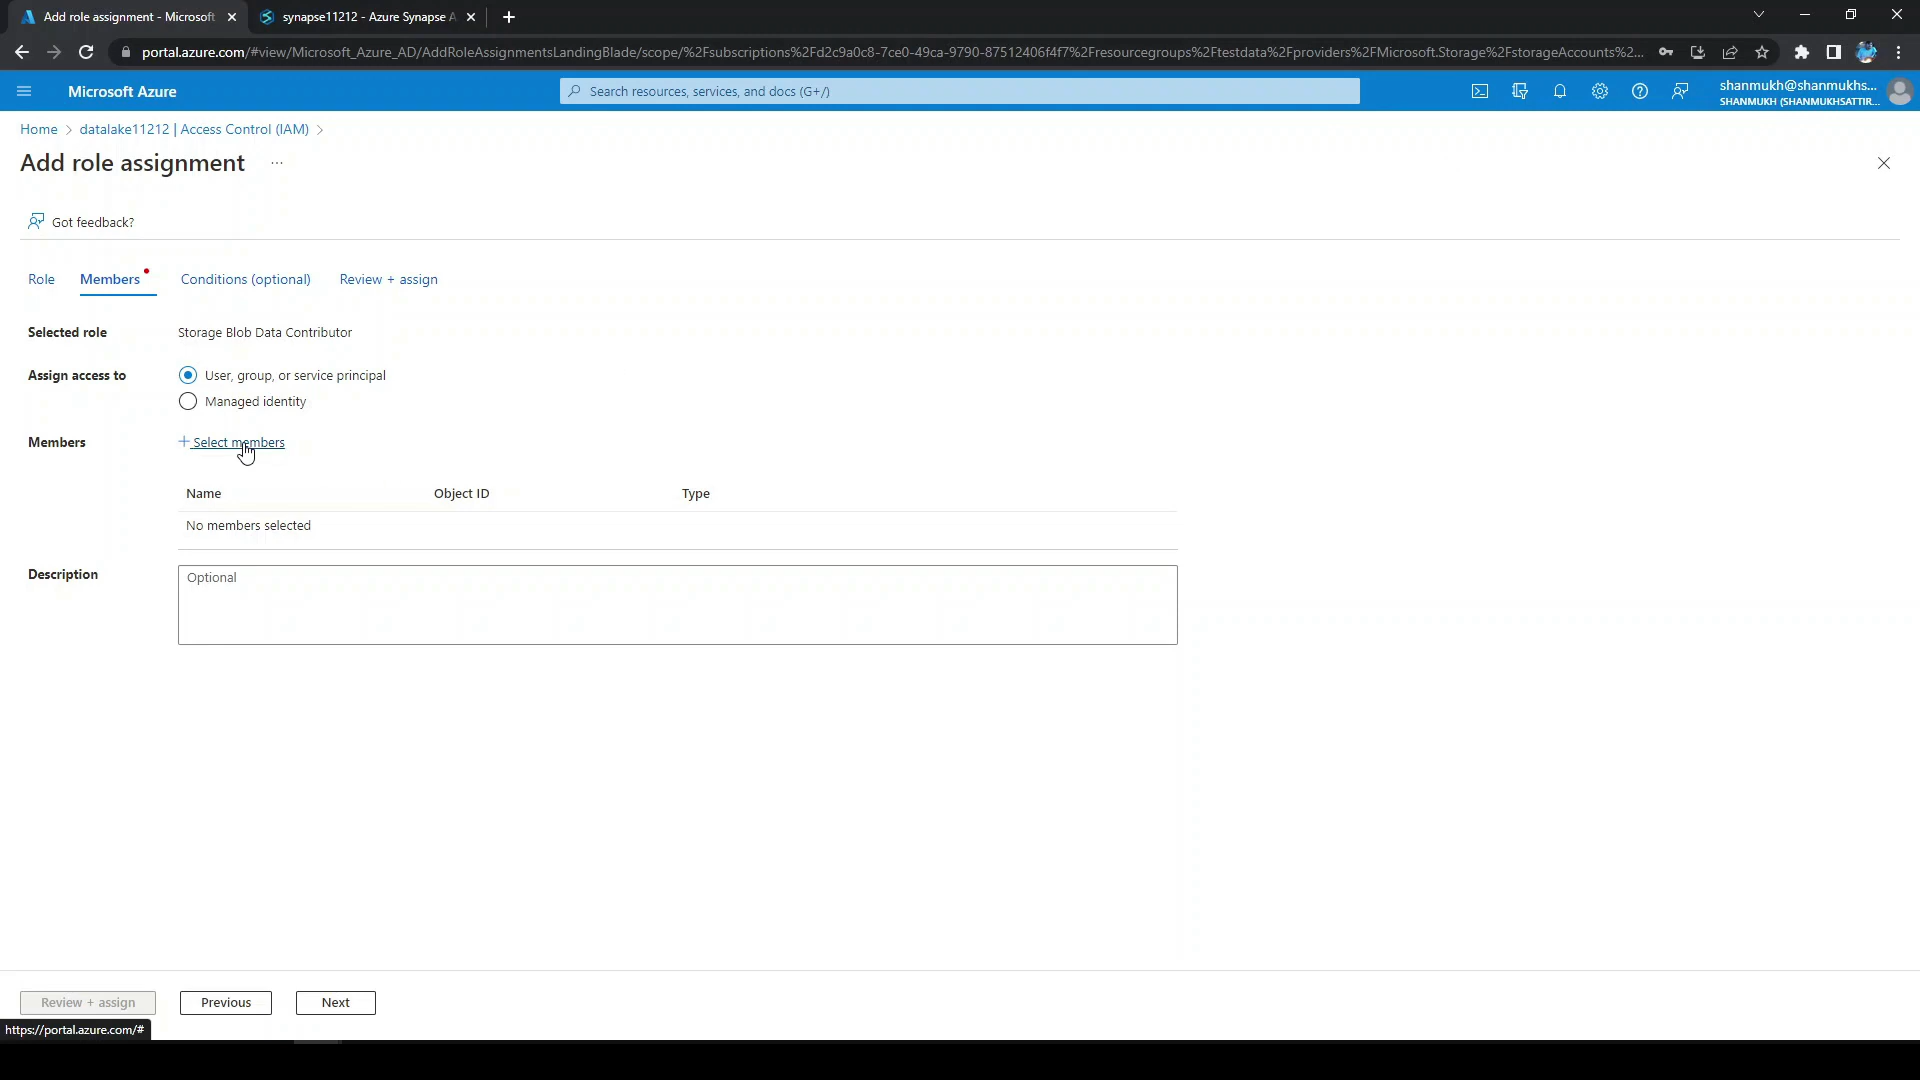 Add role assignment - Microsoft
synapse11212 - Azure Synapse A
portal.azure.com/#view/Microsoft_Azure_AD/AddRoleAssignmentsLandingBlade/scope/%2Fsubscriptions%2Fd2c9a0c8-7ce0-49ca-9790-87512406f4f7%2Fresourcegroups%2Ftestdata%2Fproviders%2FMicrosoft.Storage%2FstorageAccounts%2...
Microsoft Azure
Search resources, services, and docs (G+/)
shanmukh@shanmukhs...
SHANMUKH (SHANMUKHSATTIR...
Home > datalake11212 | Access Control (IAM) >
Add role assignment ...
Got feedback?
Role Members Conditions (optional) Review + assign
Selected role Storage Blob Data Contributor
Assign access to User, group, or service principal
Managed identity
Members + Select members
Name Object ID Type
No members selected
Description Optional
Review + assign Previous Next
https://portal.azure.com/#